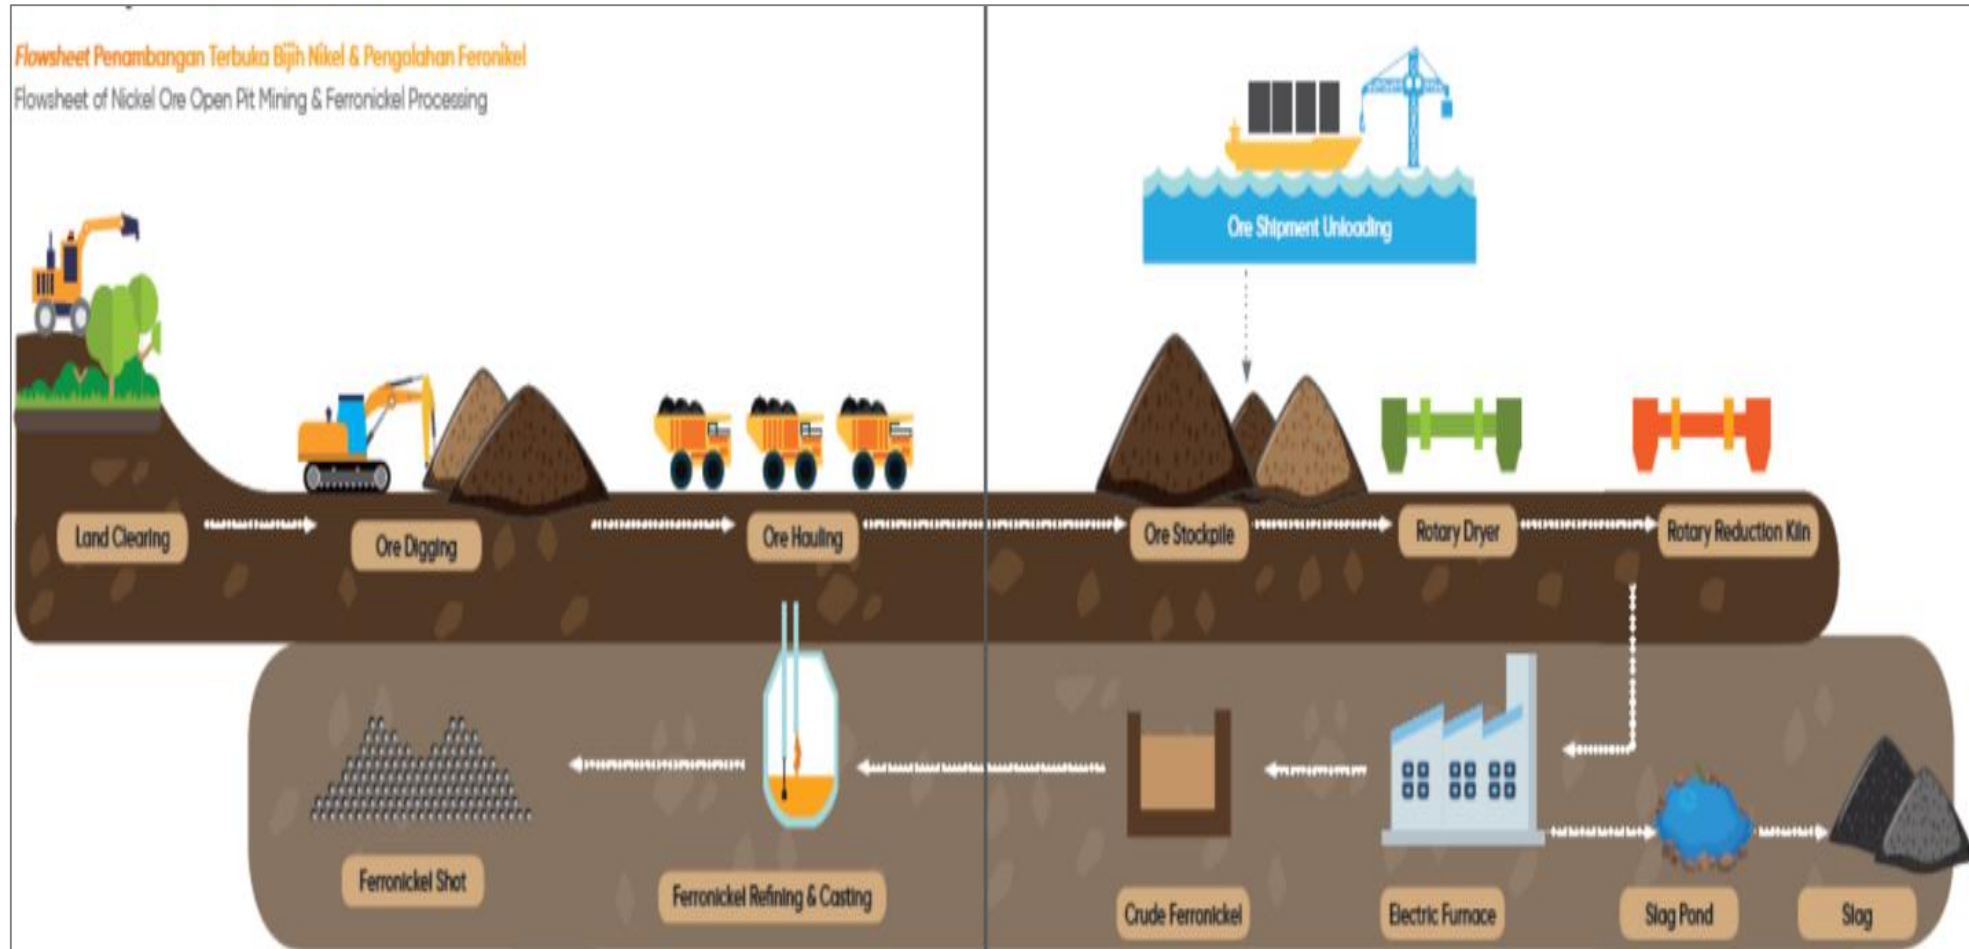 Flowsheet Penambangan Terbuka Bijih Nikel & Pengolahan Feronikel
Flowsheet of Nickel Ore Open Pit Mining & Ferronickel Processing
Ore Shipment Unloading
Land Clearing
Ore Digging
Ore Hauling
Ore Stockpile
Rotary Dryer
Rotary Reduction Kiln
Ferronickel Shot
Ferronickel Refining & Casting
Crude Ferronickel
Electric Furnace
Slag Pond
Slag